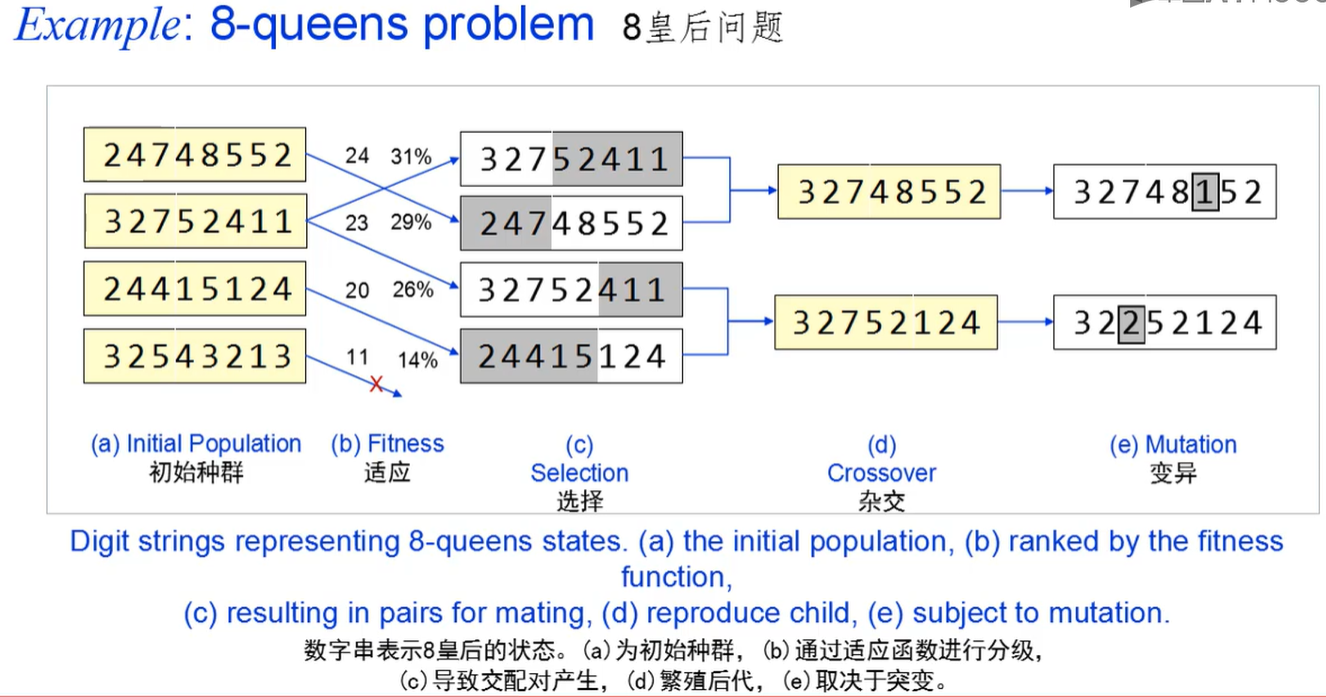 Example: 8-queens problem 8皇后问题
24748552
32752411
24415124
32543213
24 31%
23 29%
20 26%
11 14%
X
32752411
24748552
32752411
24415124
32748552
32752124
32748152
32252124
(a) Initial Population
初始种群
(b) Fitness
适应
(c)
Selection
选择
(d)
Crossover
杂交
(e) Mutation
变异
Digit strings representing 8-queens states. (a) the initial population, (b) ranked by the fitness
function,
(c) resulting in pairs for mating, (d) reproduce child, (e) subject to mutation.
数字串表示8皇后的状态。(a)为初始种群，(b)通过适应函数进行分级，
(c)导致交配对产生，(d)繁殖后代，(e)取决于突变。